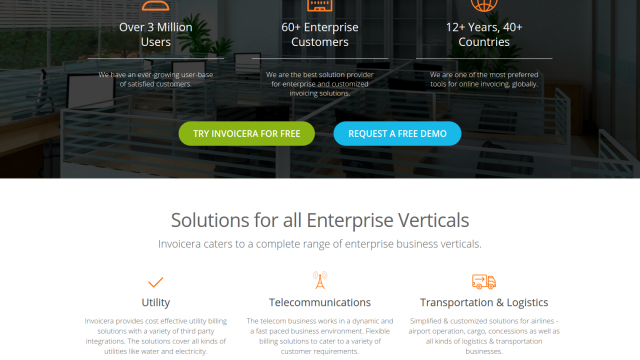 Over 3 Million
Users
60+ Enterprise
Customers
12+ Years, 40+
Countries
We have an ever-growing user-base
of satisfied customers.
We are the best solution provider
for enterprise and customized
invoicing solutions.
We are one of the most preferred
tools for online invoicing, globally.
TRY INVOICERA FOR FREE
REQUEST A FREE DEMO
Solutions for all Enterprise Verticals
Invoicera caters to a complete range of enterprise business verticals.
Utility
Telecommunications
Transportation & Logistics
Invoicera provides cost effective utility billing
solutions with a variety of third party
integrations. The solutions cover all kinds of
utilities like water and electricity.
The telecom business works in a dynamic and
a fast paced business environment. Flexible
billing solutions to cater to a variety of
customer requirements.
Simplified & customized solutions for airlines -
airport operation, cargo, concessions as well as
all kinds of logistics & transportation
businesses.